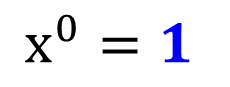 x⁰ = 1